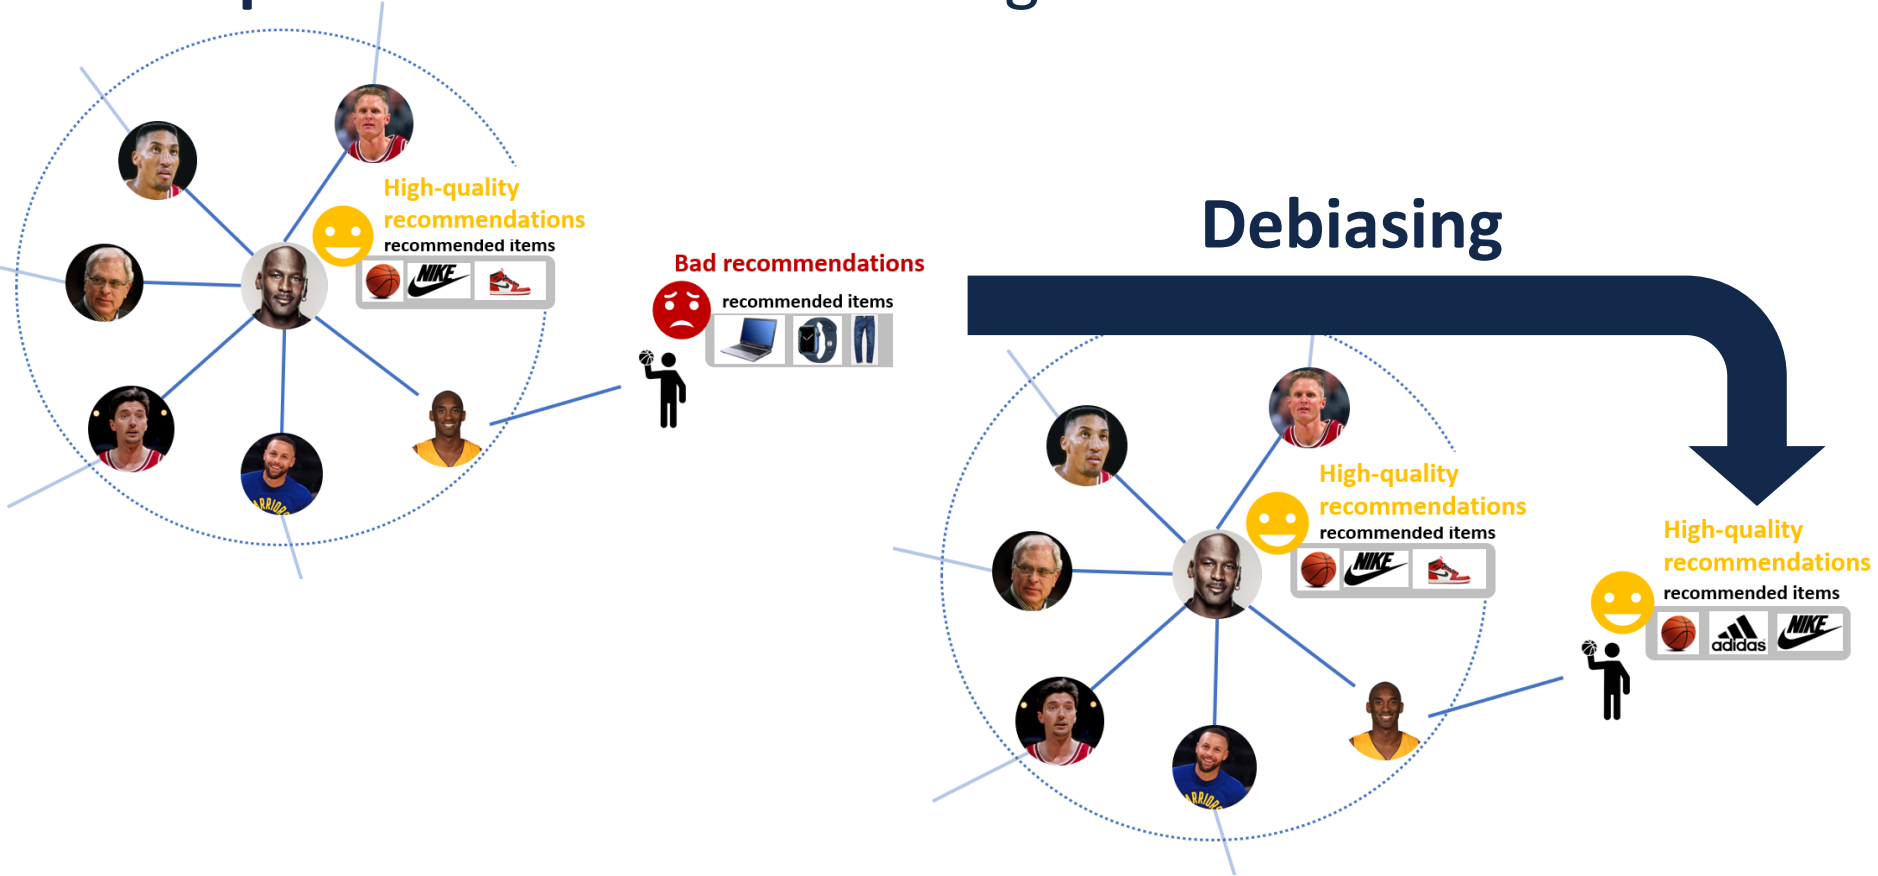 High-quality
recommendations
recommended items
NIKE
Bad recommendations
recommended items
Debiasing
High-quality
recommendations
recommended items
NIKE
High-quality
recommendations
recommended items
adidas
NIKE
ARRIORS